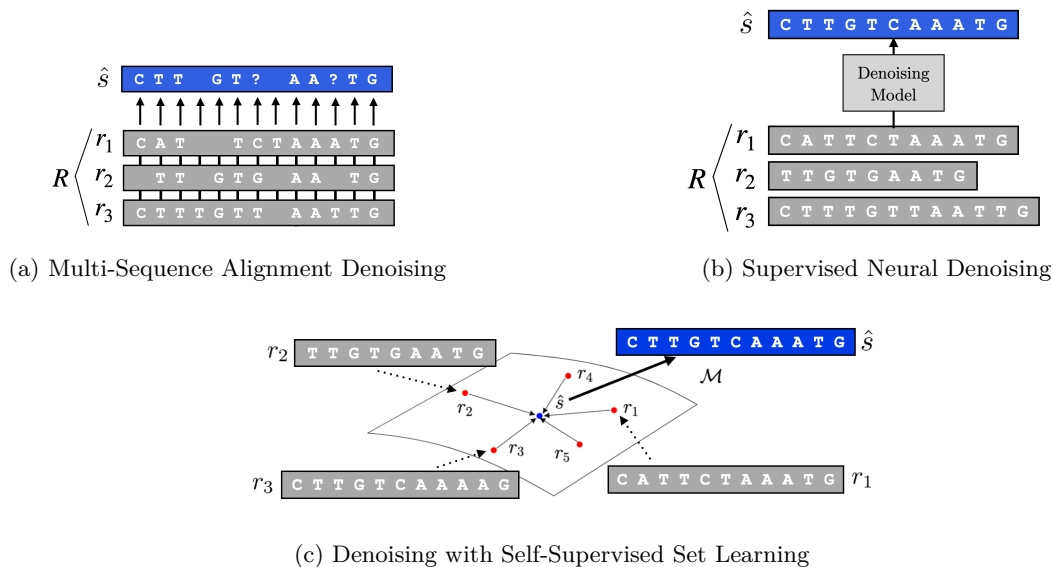 ŝ C T T G T ? A A ? T G
r₁ C A T T C T A A A T G
R r₂ T T G T G A A T G
r₃ C T T T G T T A A T T G
(a) Multi-Sequence Alignment Denoising
ŝ C T T G T C A A A T G
Denoising
Model
r₁ C A T T C T A A A T G
R r₂ T T G T G A A T G
r₃ C T T T G T T A A T T G
(b) Supervised Neural Denoising
r₂ T T G T G A A T G
C T T G T C A A A T G ŝ
ℳ
r₄
r₂
ŝ
r₁
r₃
r₅
r₃ C T T G T C A A A A G
C A T T C T A A A T G r₁
(c) Denoising with Self-Supervised Set Learning